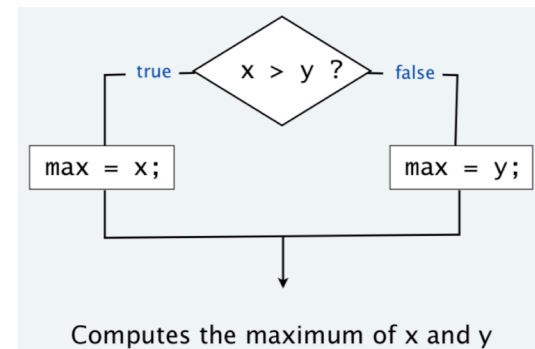 x > y ?
true
false
max = x;
max = y;
Computes the maximum of x and y